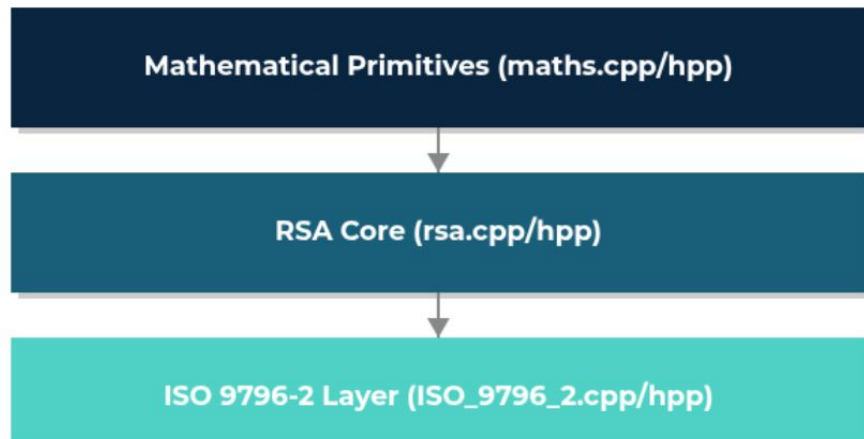 Mathematical Primitives (maths.cpp/hpp)
RSA Core (rsa.cpp/hpp)
ISO 9796-2 Layer (ISO_9796_2.cpp/hpp)